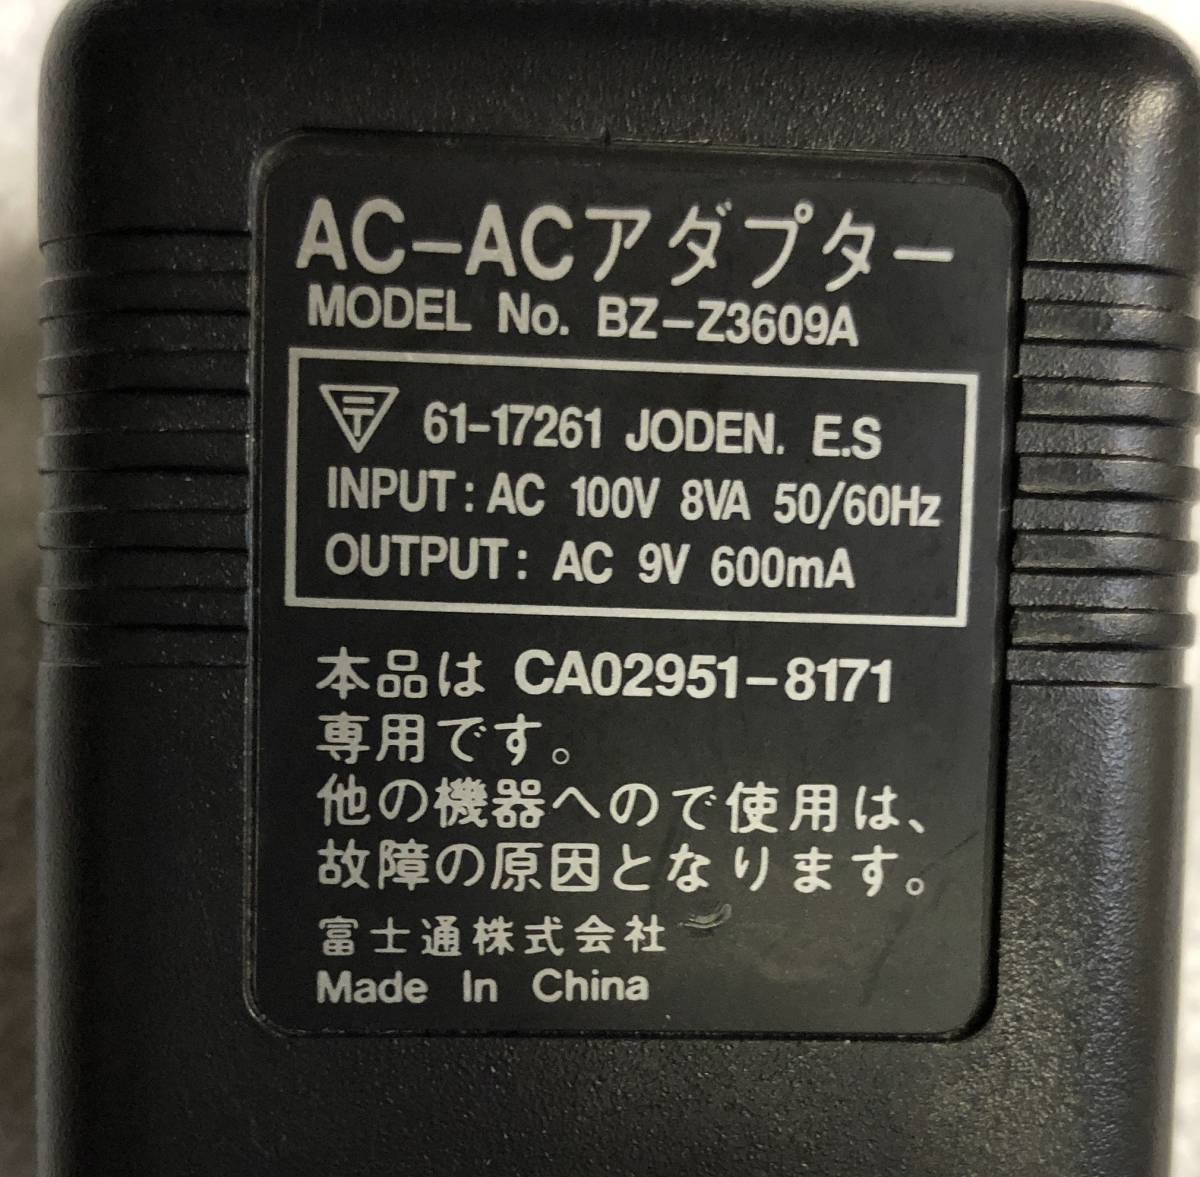 AC-ACアダプター
MODEL No. BZ-Z3609A
61-17261 JODEN. E.S
INPUT: AC 100V 8VA 50/60Hz
OUTPUT: AC 9V 600mA
本品は CA02951-8171
専用です。
他の機器へので使用は、
故障の原因となります。
富士通株式会社
Made In China